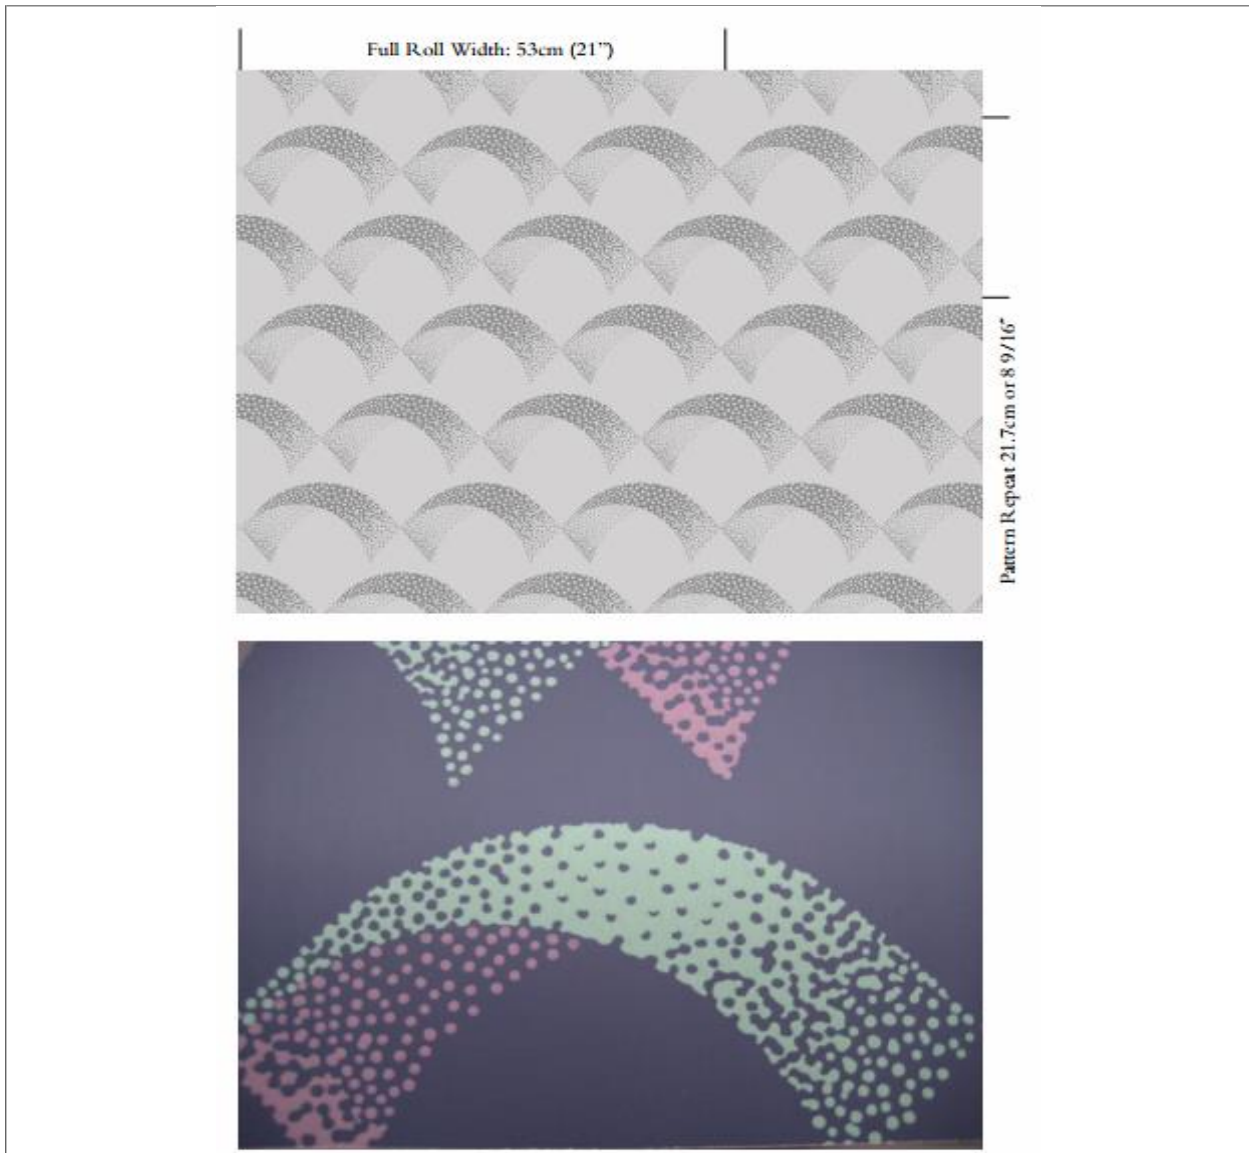 Full Roll Width: 53cm (21”)
Pattern Repeat 21.7cm or 8 9/16"